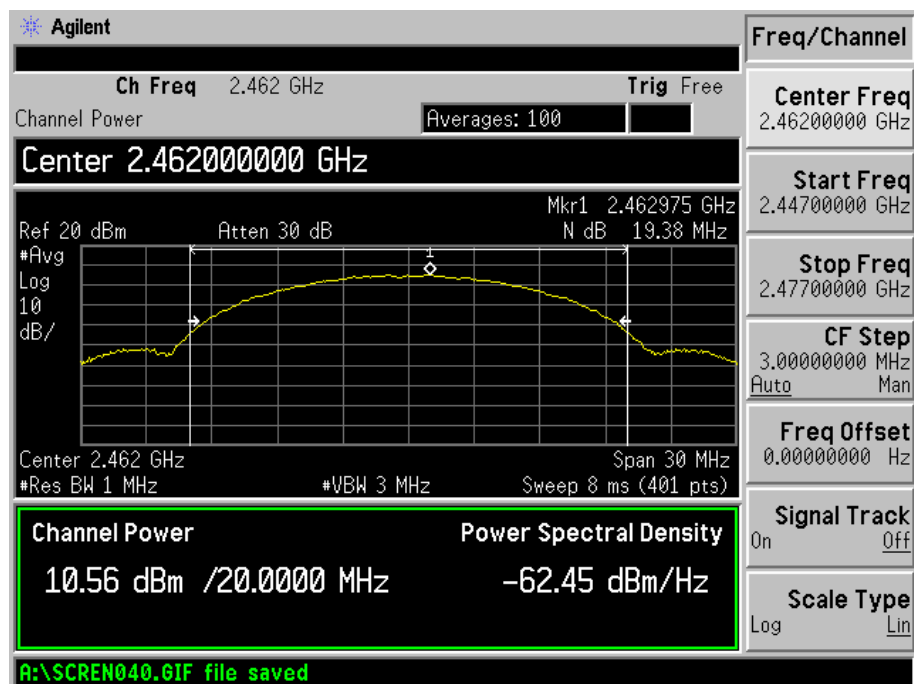 Agilent
Freq/Channel
Ch Freq 2.462 GHz Trig Free
Channel Power Averages: 100
Center 2.462000000 GHz
Mkr1 2.462975 GHz
Ref 20 dBm Atten 30 dB N dB 19.38 MHz
#Avg
Log
10
dB/
1
Center 2.462 GHz Span 30 MHz
#Res BW 1 MHz #VBW 3 MHz Sweep 8 ms (401 pts)
Channel Power Power Spectral Density
10.56 dBm /20.0000 MHz -62.45 dBm/Hz
A:\SCREN040.GIF file saved
Center Freq
2.46200000 GHz
Start Freq
2.44700000 GHz
Stop Freq
2.47700000 GHz
CF Step
3.00000000 MHz
Auto Man
Freq Offset
0.00000000 Hz
Signal Track
On Off
Scale Type
Log Lin